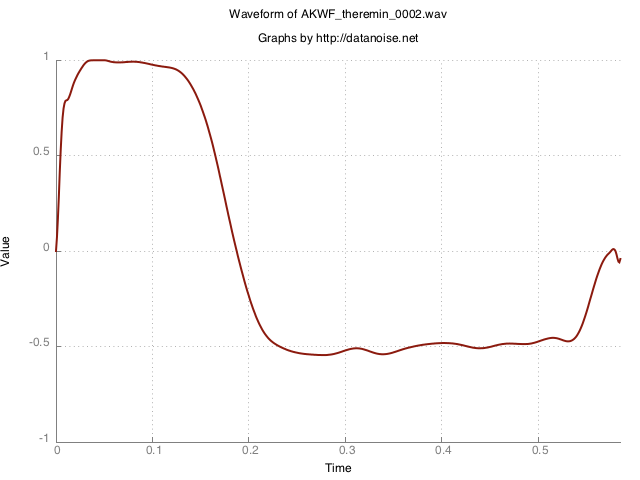 Waveform of AKWF_theremin_0002.wav
Graphs by http://datanoise.net
1
0.5
0
-0.5
-1
Value
0 0.1 0.2 0.3 0.4 0.5
Time